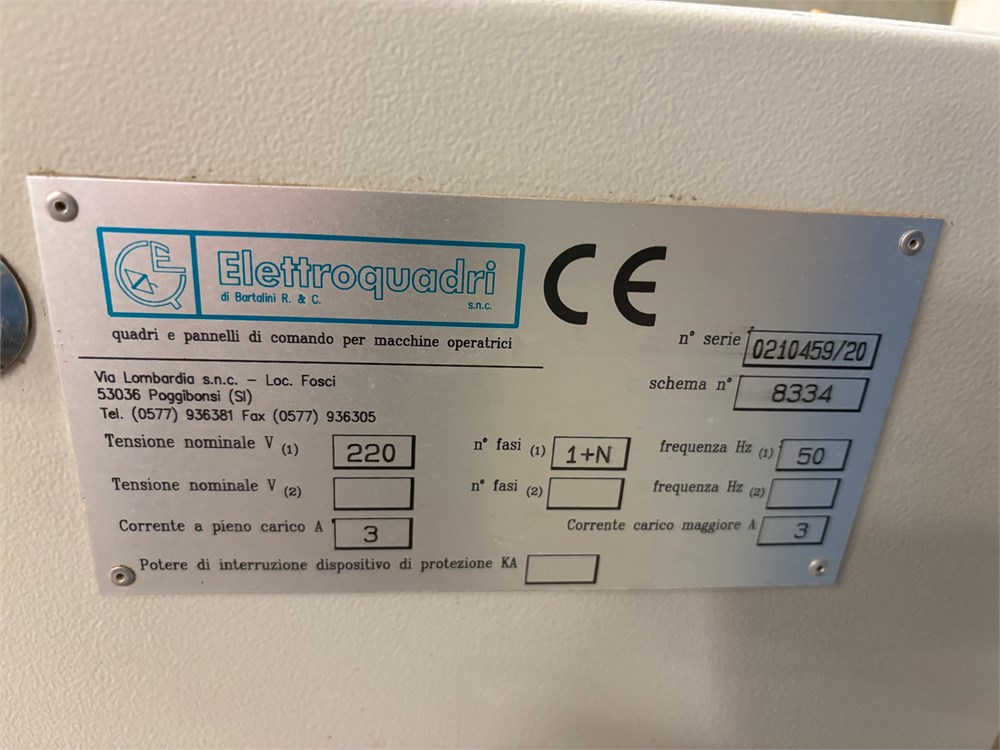 Elettroquadri
di Bartalini R. & C.
s.n.c.
CE
quadri e pannelli di comando per macchine operatrici
n° serie 0210459/20
Via Lombardia s.n.c. – Loc. Fosci
53036 Poggibonsi (SI)
Tel. (0577) 936381 Fax (0577) 936305
schema n° 8334
Tensione nominale V (1) 220 n° fasi (1) 1+N frequenza Hz (1) 50
Tensione nominale V (2) n° fasi (2) frequenza Hz (2)
Corrente a pieno carico A 3 Corrente carico maggiore A 3
Potere di interruzione dispositivo di protezione KA